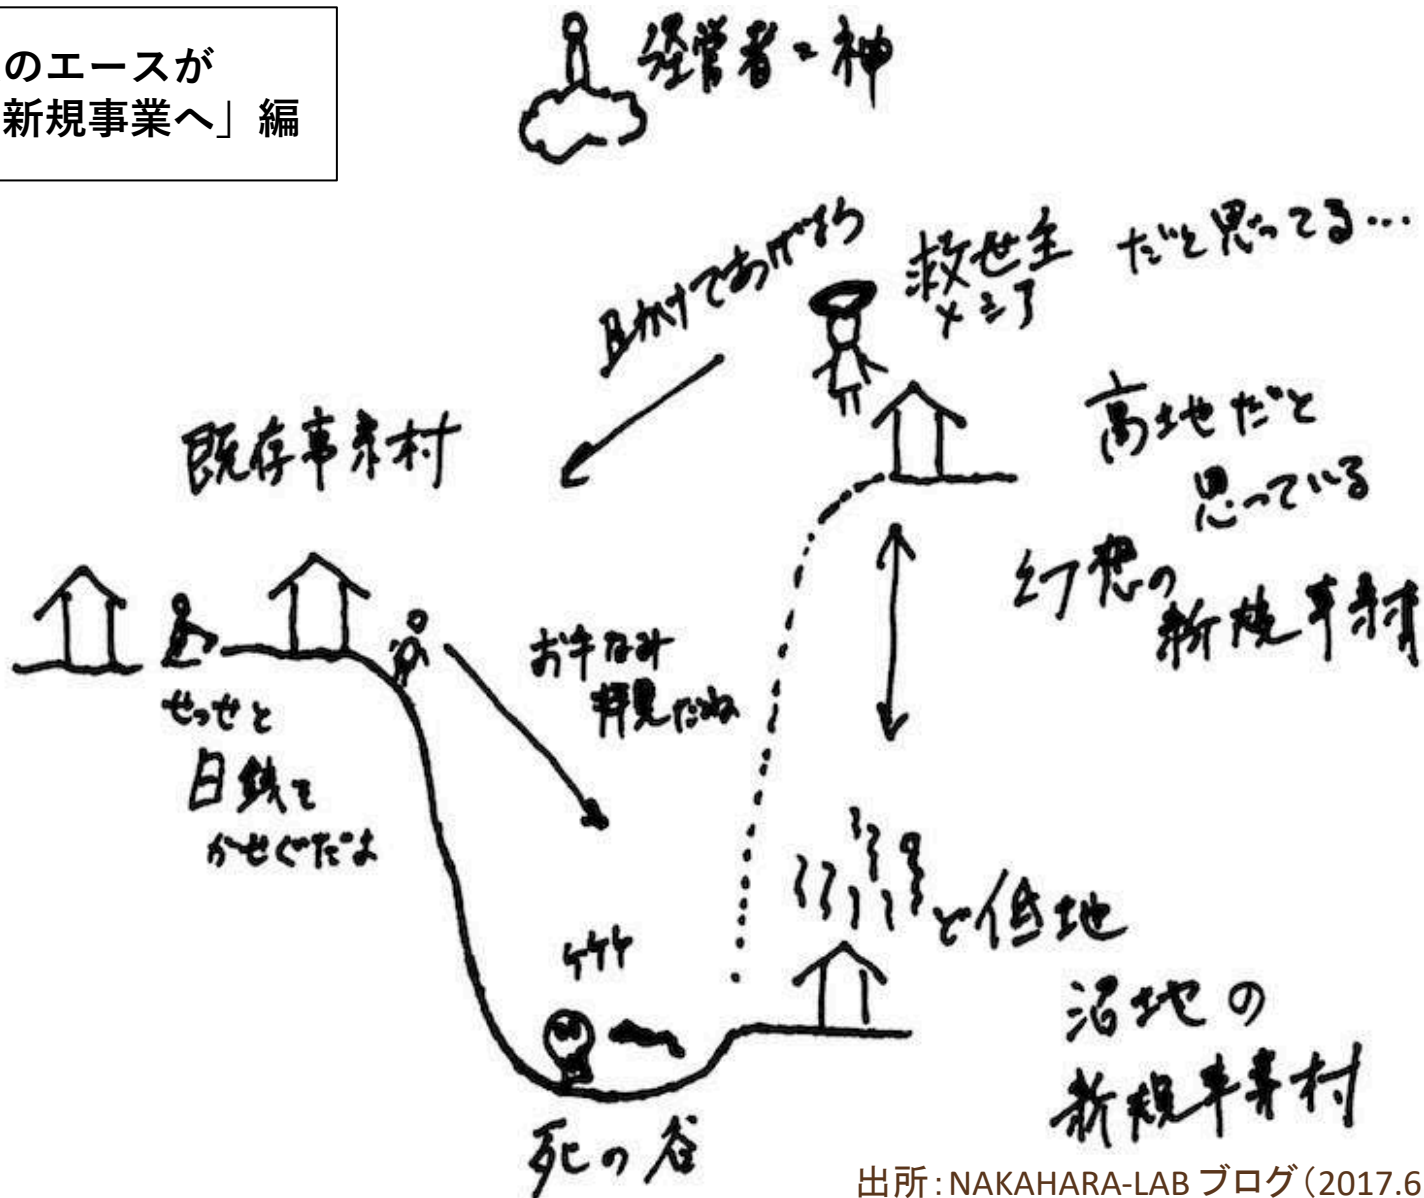 のエースが
新規事業へ」編
経営者=神
救世主 だと思ってる…
メシア
助けてあげよう
既存事業村
高地だと
思っている
幻想の
新規事業村
お手なみ
拝見だね
せっせと
日銭を
かせぐだよ
ケケケ
ど低地
沼地の
新規事業村
死の谷
出所:NAKAHARA-LAB ブログ(2017.6